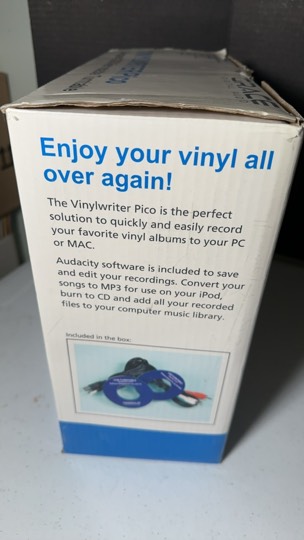 Enjoy your vinyl all
over again!
The Vinylwriter Pico is the perfect
solution to quickly and easily record
your favorite vinyl albums to your PC
or MAC.
Audacity software is included to save
and edit your recordings. Convert your
songs to MP3 for use on your iPod,
burn to CD and add all your recorded
files to your computer music library.
Included in the box: